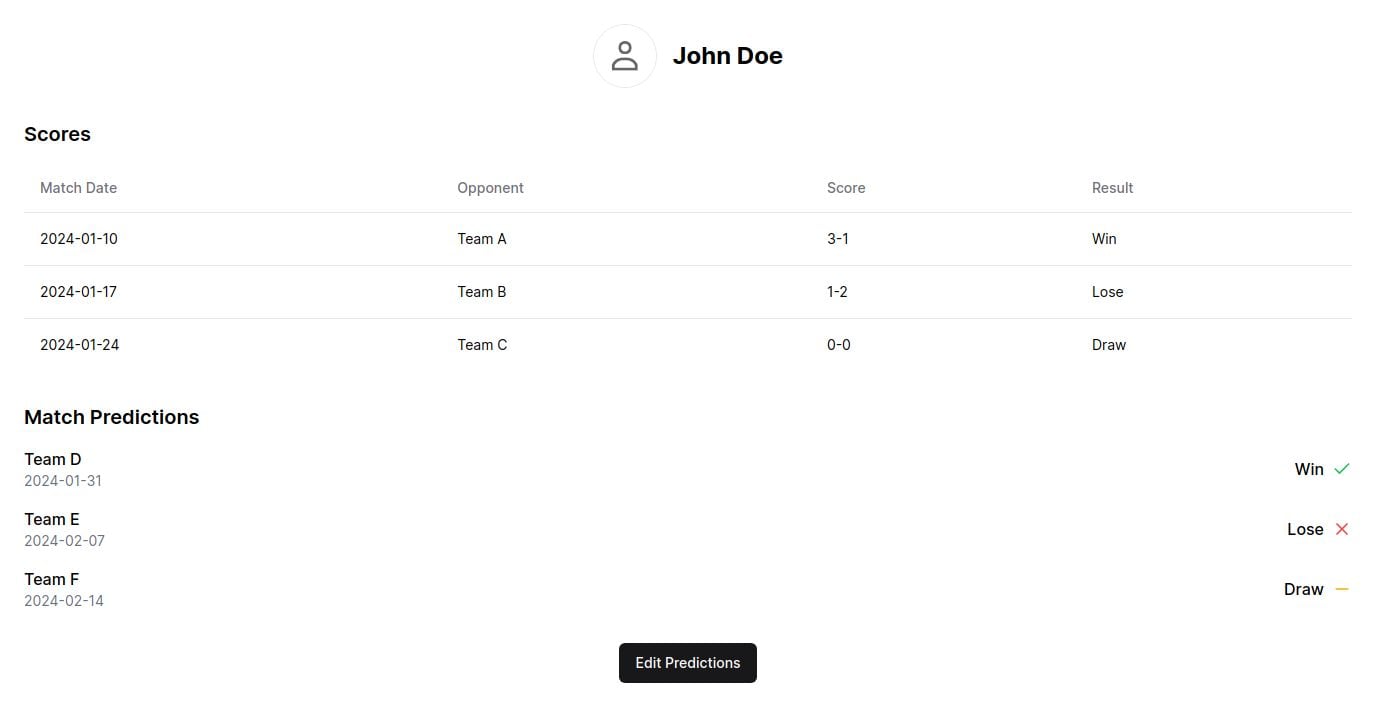 John Doe
Scores
Match Date Opponent Score Result
2024-01-10 Team A 3-1 Win
2024-01-17 Team B 1-2 Lose
2024-01-24 Team C 0-0 Draw
Match Predictions
Team D
2024-01-31
Win
Team E
2024-02-07
Lose
Team F
2024-02-14
Draw
Edit Predictions